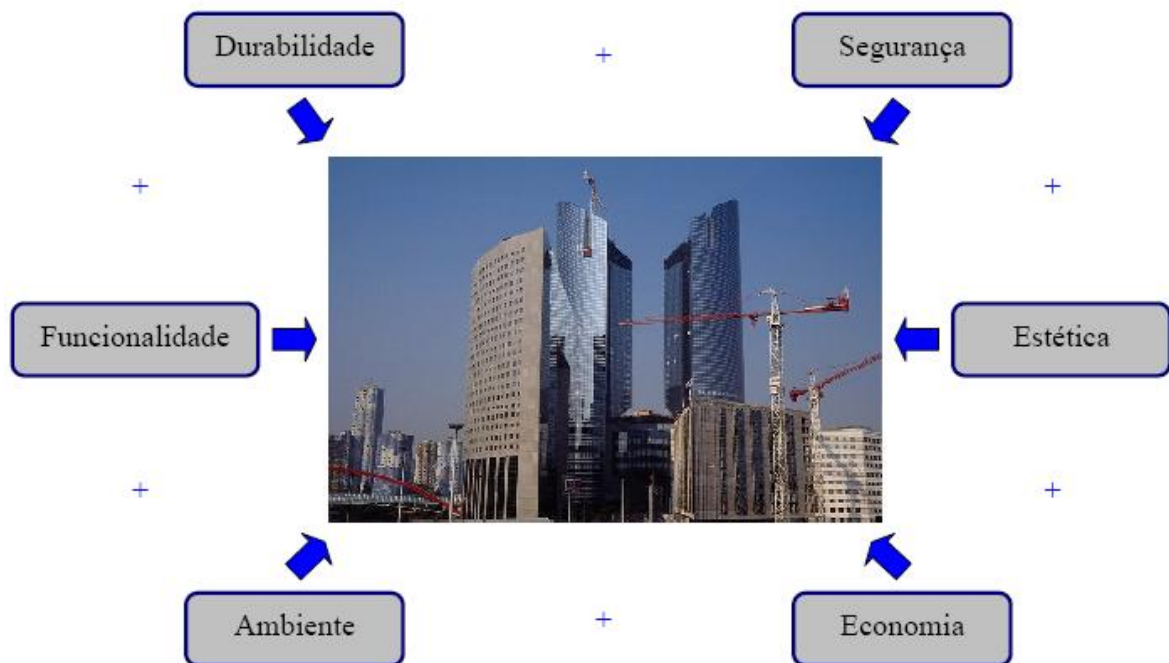 Durabilidade
+
Segurança
+
+
Funcionalidade
Estética
+
+
Ambiente
+
Economia